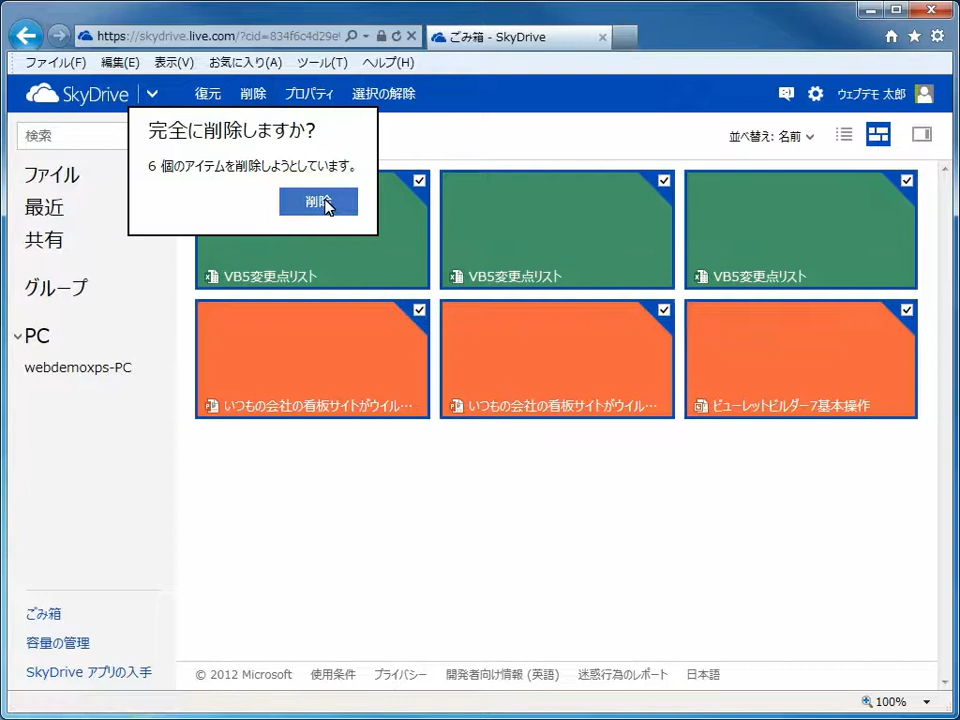 https://skydrive.live.com/?cid=834f6c4d29e
ごみ箱 - SkyDrive
ファイル(F) 編集(E) 表示(V) お気に入り(A) ツール(T) ヘルプ(H)
SkyDrive 復元 削除 プロパティ 選択の解除 ウェブデモ 太郎
完全に削除しますか?
6 個のアイテムを削除しようとしています。
削除
検索
並べ替え: 名前
ファイル
最近
共有
グループ
PC
webdemoxps-PC
VB5変更点リスト
VB5変更点リスト
VB5変更点リスト
いつもの会社の看板サイトがウイル…
いつもの会社の看板サイトがウイル…
ビューレットビルダー7基本操作
ごみ箱
容量の管理
SkyDrive アプリの入手
© 2012 Microsoft 使用条件 プライバシー 開発者向け情報 (英語) 迷惑行為のレポート 日本語
100%